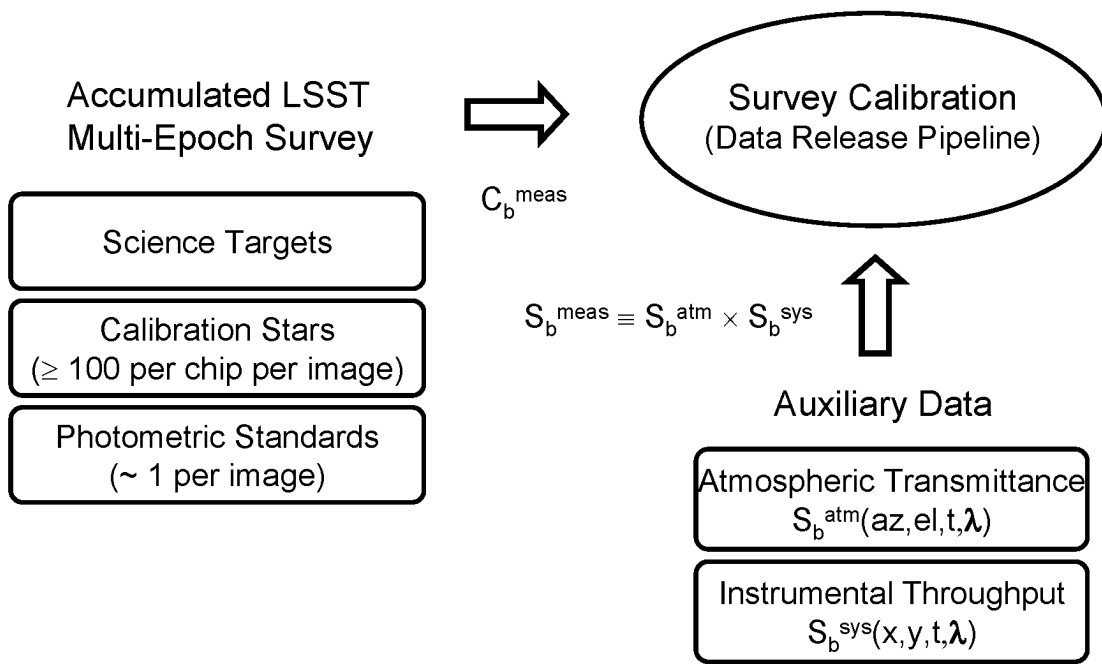 Accumulated LSST
Multi-Epoch Survey
Science Targets
Calibration Stars
(≥ 100 per chip per image)
Photometric Standards
(~ 1 per image)
C_b^meas
Survey Calibration
(Data Release Pipeline)
S_b^meas ≡ S_b^atm × S_b^sys
Auxiliary Data
Atmospheric Transmittance
S_b^atm(az,el,t,λ)
Instrumental Throughput
S_b^sys(x,y,t,λ)